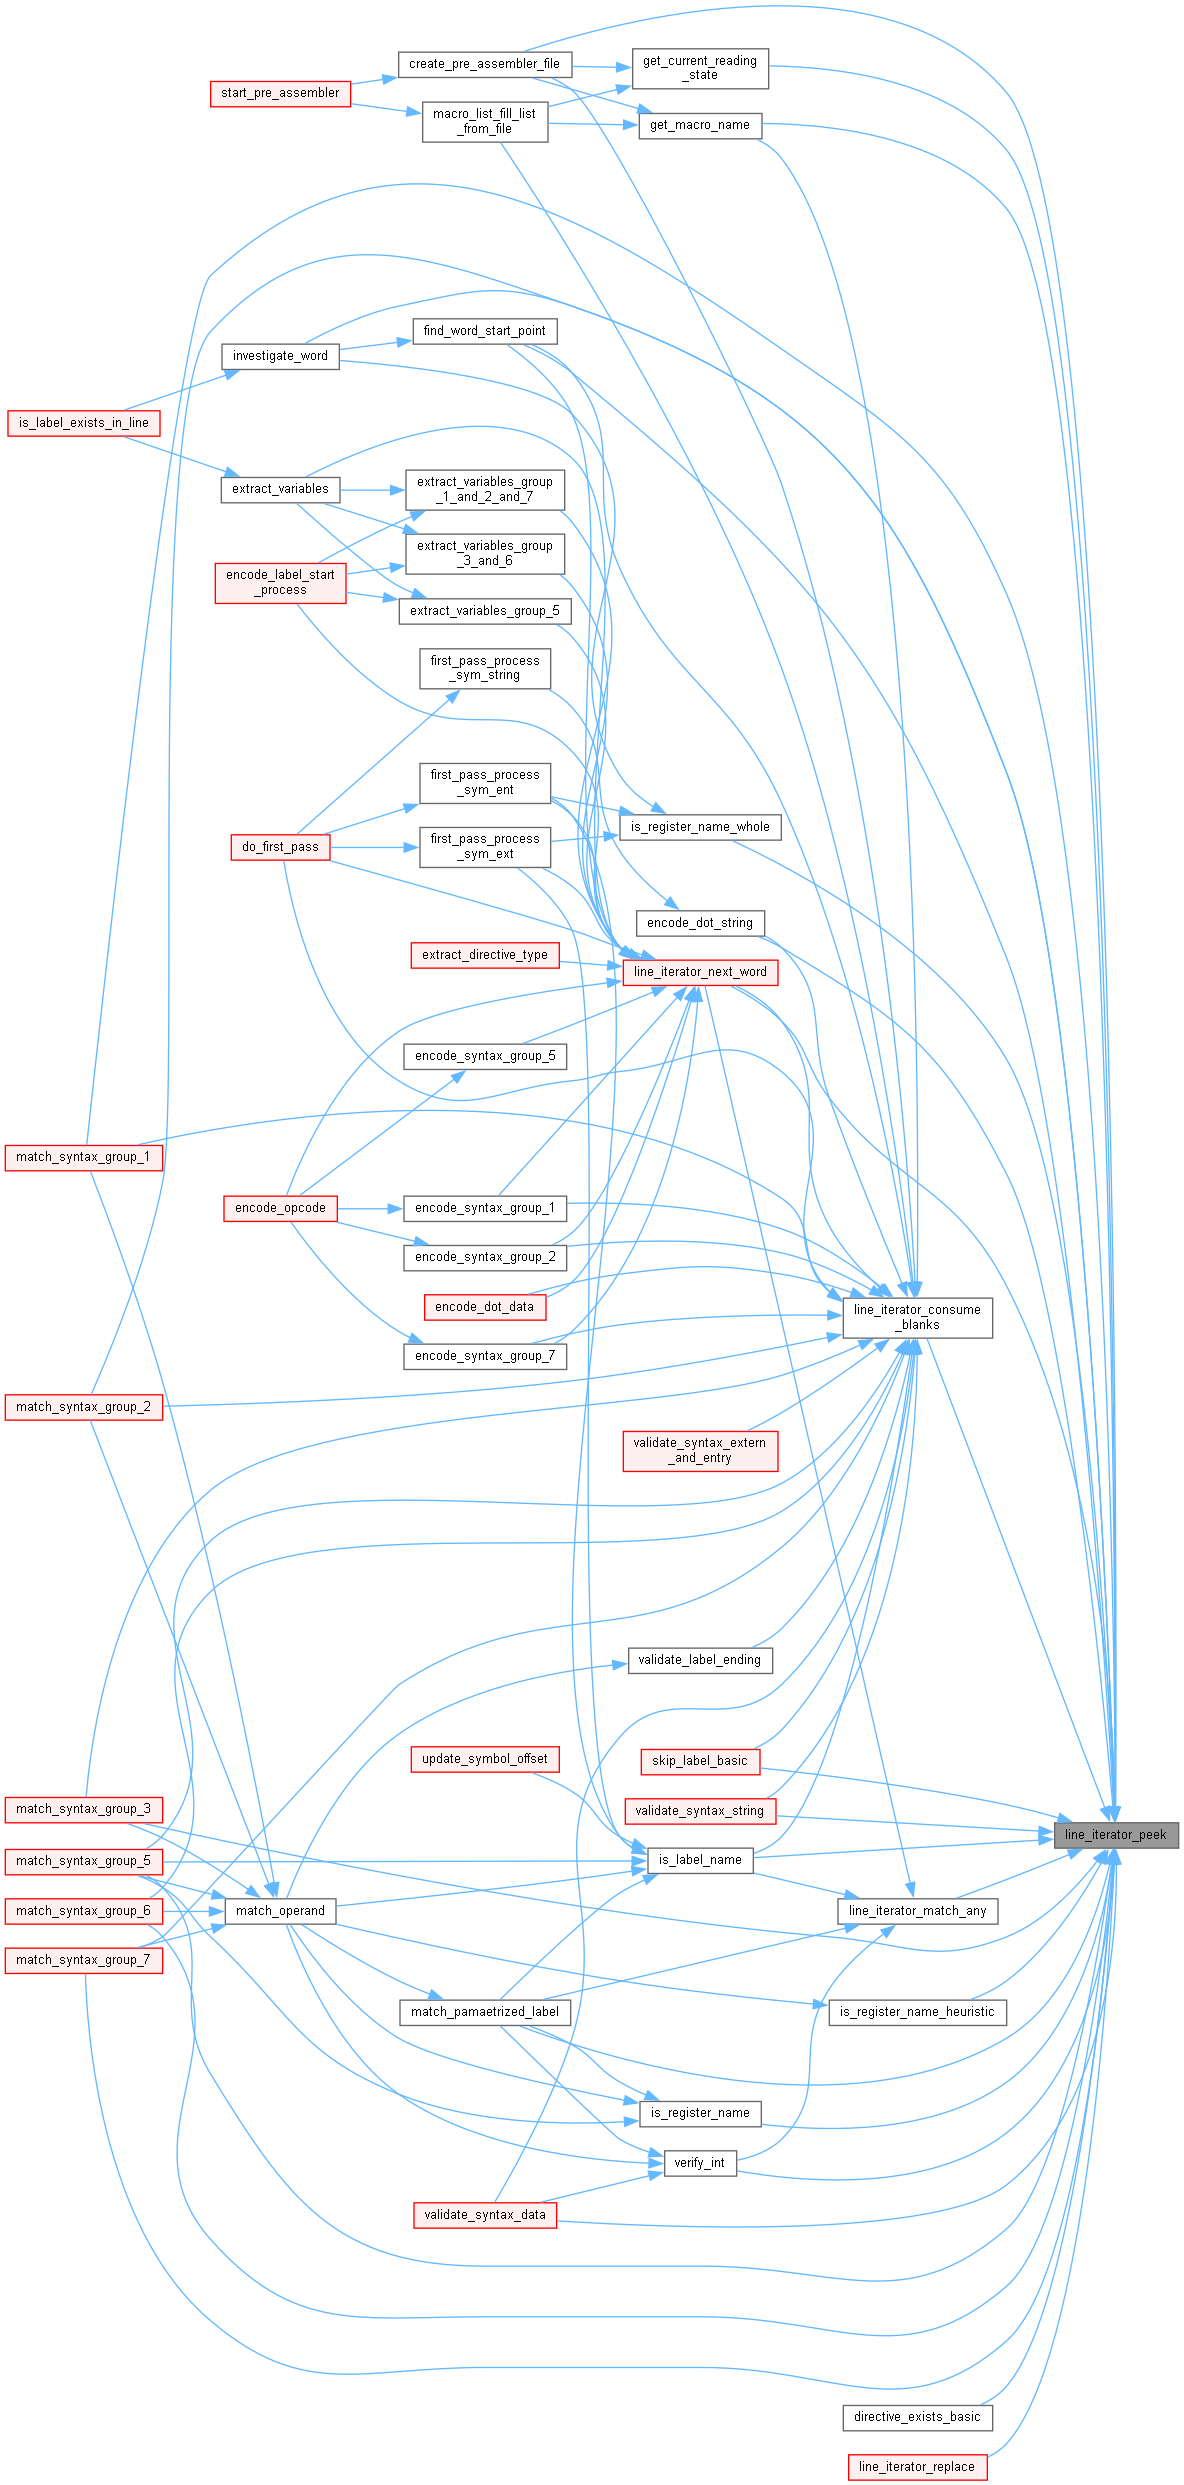 create_pre_assembler_file
get_current_reading
_state
start_pre_assembler
macro_list_fill_list
_from_file
get_macro_name
find_word_start_point
investigate_word
is_label_exists_in_line
extract_variables
extract_variables_group
_1_and_2_and_7
extract_variables_group
_3_and_6
encode_label_start
_process
extract_variables_group_5
first_pass_process
_sym_string
first_pass_process
_sym_ent
is_register_name_whole
do_first_pass
first_pass_process
_sym_ext
encode_dot_string
extract_directive_type
line_iterator_next_word
encode_syntax_group_5
match_syntax_group_1
encode_opcode
encode_syntax_group_1
encode_syntax_group_2
encode_dot_data
line_iterator_consume
_blanks
encode_syntax_group_7
match_syntax_group_2
validate_syntax_extern
_and_entry
validate_label_ending
update_symbol_offset
skip_label_basic
match_syntax_group_3
validate_syntax_string
line_iterator_peek
match_syntax_group_5
is_label_name
match_syntax_group_6
match_operand
line_iterator_match_any
match_syntax_group_7
match_pamaetrized_label
is_register_name_heuristic
is_register_name
verify_int
validate_syntax_data
directive_exists_basic
line_iterator_replace